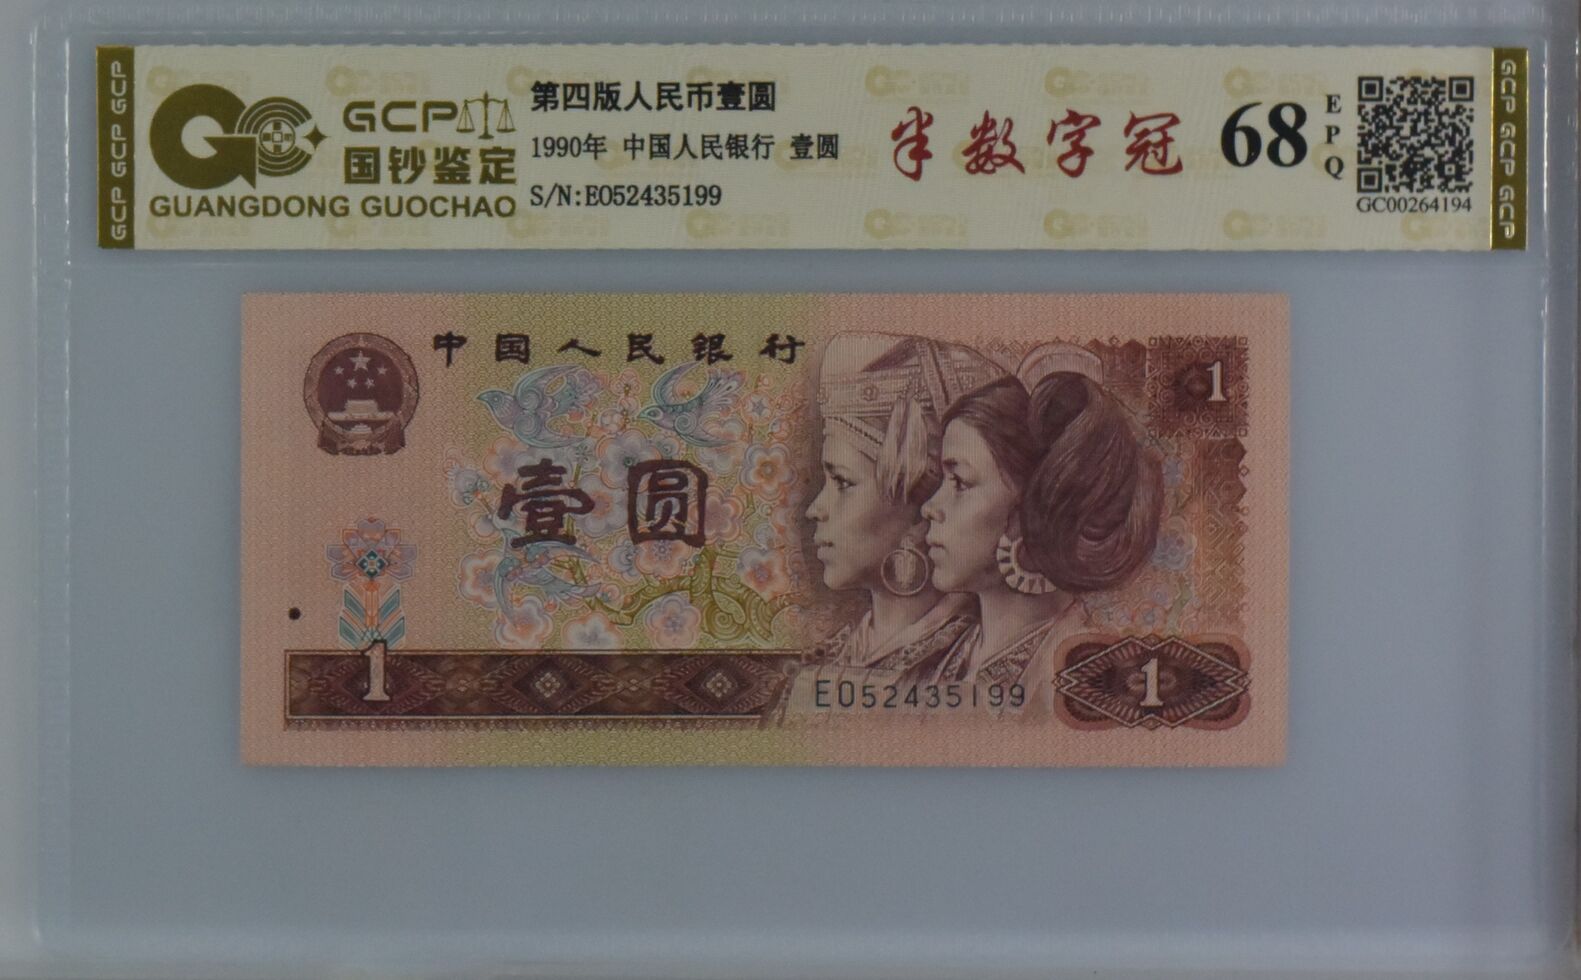 GCP GCP GCP
GCP
国钞鉴定
GUANGDONG GUOCHAO
第四版人民币壹圆
1990年 中国人民银行 壹圆
S/N:EO52435199
半数字冠
68
EPQ
GC00264194
GCP GCP GCP
中国人民银行
1
壹圆
1
EO52435199
1